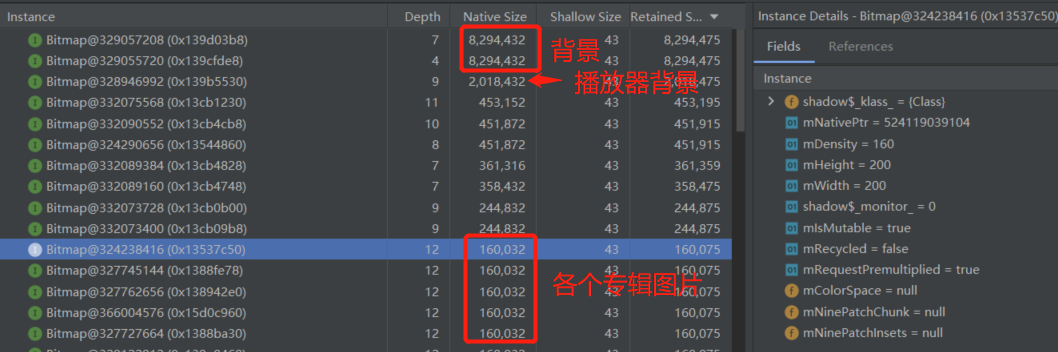 Instance Depth Native Size Shallow Size Retained S... Instance Details - Bitmap@324238416 (0x13537c50)
Bitmap@329057208 (0x139d03b8) 7 8,294,432 43 8,294,475
Bitmap@329055720 (0x139cfde8) 4 8,294,432 43 8,294,475
背景
Bitmap@328946992 (0x139b5530) 9 2,018,432 43 2,018,475
播放器背景
Bitmap@332075568 (0x13cb1230) 11 453,152 43 453,195
Bitmap@332090552 (0x13cb4cb8) 10 451,872 43 451,915
Bitmap@324290656 (0x13544860) 8 451,872 43 451,915
Bitmap@332089384 (0x13cb4828) 7 361,316 43 361,359
Bitmap@332089160 (0x13cb4748) 7 358,432 43 358,475
Bitmap@332073728 (0x13cb0b00) 9 244,832 43 244,875
Bitmap@332073400 (0x13cb09b8) 9 244,832 43 244,875
Bitmap@324238416 (0x13537c50) 12 160,032 43 160,075
Bitmap@327745144 (0x1388fe78) 12 160,032 43 160,075
Bitmap@327762656 (0x138942e0) 12 160,032 43 160,075
各个专辑图片
Bitmap@366004576 (0x15d0c960) 12 160,032 43 160,075
Bitmap@327727664 (0x1388ba30) 12 160,032 43 160,075
Fields References
Instance
shadow$_klass_ = {Class}
mNativePtr = 524119039104
mDensity = 160
mHeight = 200
mWidth = 200
shadow$_monitor_ = 0
mIsMutable = true
mRecycled = false
mRequestPremultiplied = true
mColorSpace = null
mNinePatchChunk = null
mNinePatchInsets = null